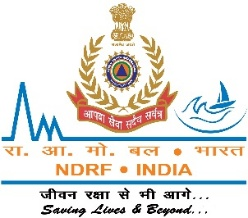 आपदा सेवा सदैव सर्वत्र
रा. आ. मो. बल • भारत
NDRF • INDIA
जीवन रक्षा से भी आगे...
Saving Lives & Beyond...